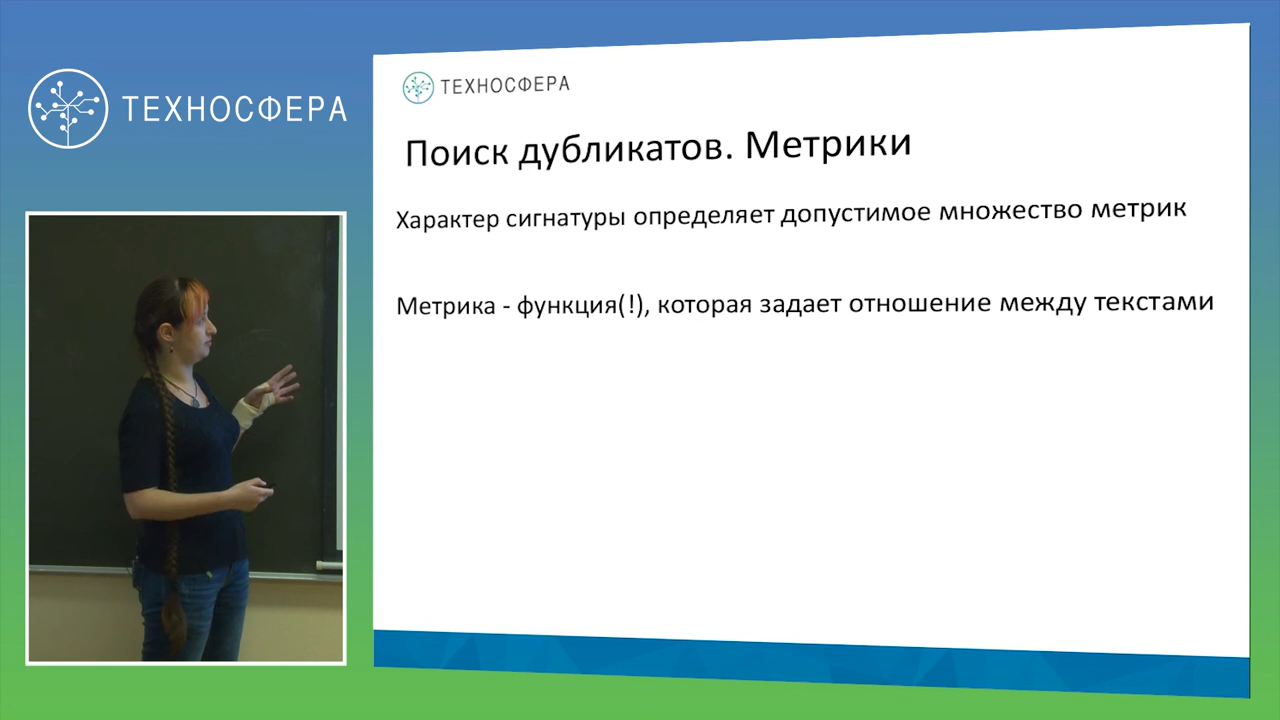 ТЕХНОСФЕРА
ТЕХНОСФЕРА
Поиск дубликатов. Метрики
Характер сигнатуры определяет допустимое множество метрик
Метрика - функция(!), которая задает отношение между текстами